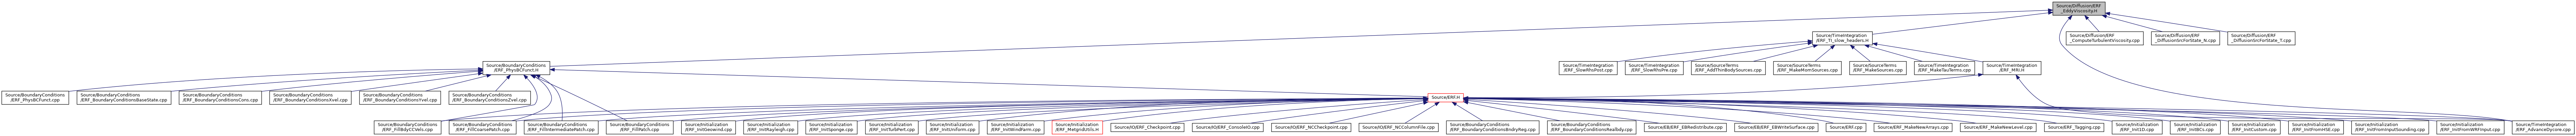 Source/Diffusion/ERF
_EddyViscosity.H
Source/TimeIntegration
/ERF_TI_slow_headers.H
Source/Diffusion/ERF
_ComputeTurbulentViscosity.cpp
Source/Diffusion/ERF
_DiffusionSrcForState_N.cpp
Source/Diffusion/ERF
_DiffusionSrcForState_T.cpp
Source/BoundaryConditions
/ERF_PhysBCFunct.H
Source/TimeIntegration
/ERF_SlowRhsPost.cpp
Source/TimeIntegration
/ERF_SlowRhsPre.cpp
Source/SourceTerms
/ERF_AddThinBodySources.cpp
Source/SourceTerms
/ERF_MakeMomSources.cpp
Source/SourceTerms
/ERF_MakeSources.cpp
Source/TimeIntegration
/ERF_MakeTauTerms.cpp
Source/TimeIntegration
/ERF_MRI.H
Source/BoundaryConditions
/ERF_PhysBCFunct.cpp
Source/BoundaryConditions
/ERF_BoundaryConditionsBaseState.cpp
Source/BoundaryConditions
/ERF_BoundaryConditionsCons.cpp
Source/BoundaryConditions
/ERF_BoundaryConditionsXvel.cpp
Source/BoundaryConditions
/ERF_BoundaryConditionsYvel.cpp
Source/BoundaryConditions
/ERF_BoundaryConditionsZvel.cpp
Source/ERF.H
Source/BoundaryConditions
/ERF_FillBdyCCVels.cpp
Source/BoundaryConditions
/ERF_FillCoarsePatch.cpp
Source/BoundaryConditions
/ERF_FillIntermediatePatch.cpp
Source/BoundaryConditions
/ERF_FillPatch.cpp
Source/Initialization
/ERF_InitGeowind.cpp
Source/Initialization
/ERF_InitRayleigh.cpp
Source/Initialization
/ERF_InitSponge.cpp
Source/Initialization
/ERF_InitTurbPert.cpp
Source/Initialization
/ERF_InitUniform.cpp
Source/Initialization
/ERF_InitWindFarm.cpp
Source/Initialization
/ERF_MetgridUtils.H
Source/IO/ERF_Checkpoint.cpp
Source/IO/ERF_ConsoleIO.cpp
Source/IO/ERF_NCCheckpoint.cpp
Source/IO/ERF_NCColumnFile.cpp
Source/BoundaryConditions
/ERF_BoundaryConditionsBndryReg.cpp
Source/BoundaryConditions
/ERF_BoundaryConditionsRealbdy.cpp
Source/EB/ERF_EBRedistribute.cpp
Source/EB/ERF_EBWriteSurface.cpp
Source/ERF.cpp
Source/ERF_MakeNewArrays.cpp
Source/ERF_MakeNewLevel.cpp
Source/ERF_Tagging.cpp
Source/Initialization
/ERF_Init1D.cpp
Source/Initialization
/ERF_InitBCs.cpp
Source/Initialization
/ERF_InitCustom.cpp
Source/Initialization
/ERF_InitFromHSE.cpp
Source/Initialization
/ERF_InitFromInputSounding.cpp
Source/Initialization
/ERF_InitFromWRFInput.cpp
Source/TimeIntegration
/ERF_AdvanceDycore.cpp